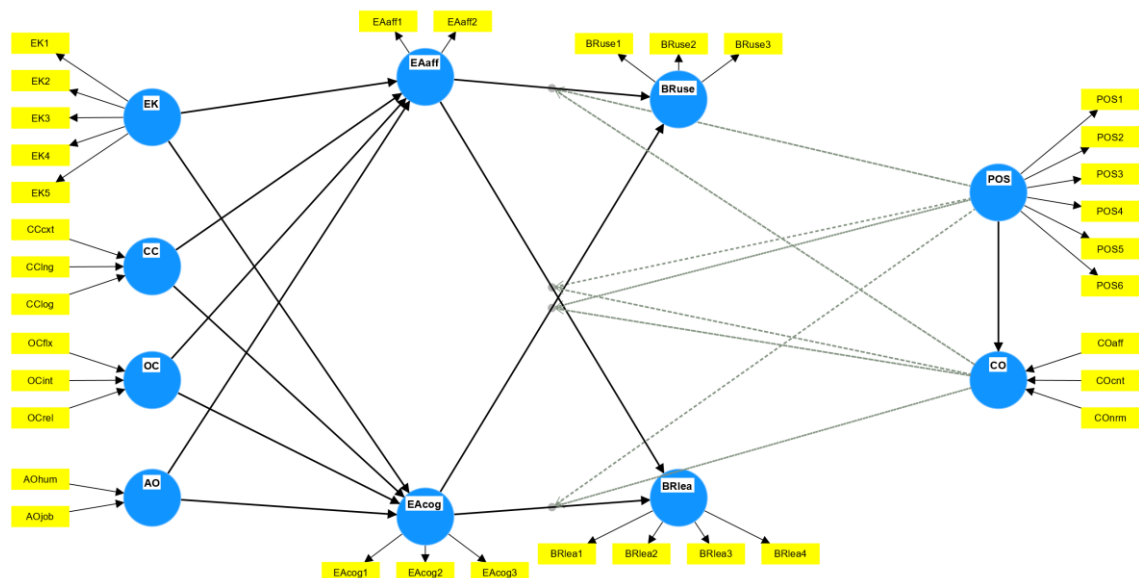 EAaff1
EAaff2
EK1
EK2
EK3
EK4
EK5
EK
EAaff
BRuse1
BRuse2
BRuse3
BRuse
POS1
POS2
POS3
POS4
POS5
POS6
POS
CCcxt
CClng
CClog
CC
OCflx
OCint
OCrel
OC
COaff
COcnt
COnrm
CO
AOhum
AOjob
AO
EAcog
EAcog1
EAcog2
EAcog3
BRlea
BRlea1
BRlea2
BRlea3
BRlea4